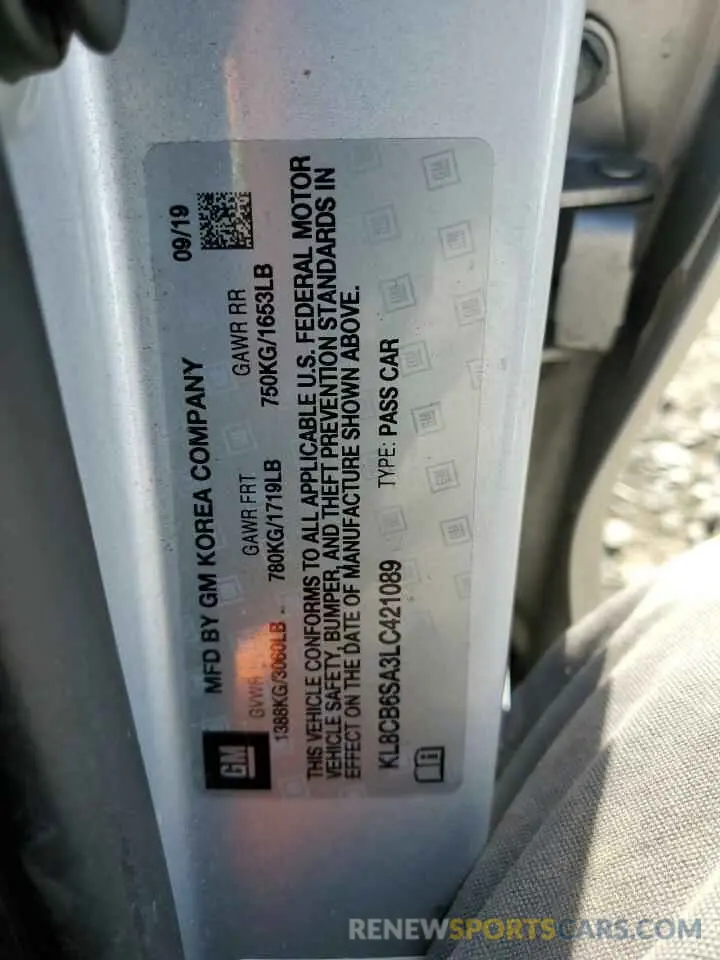 MFD BY GM KOREA COMPANY 09/19
GM
GVWR GAWR FRT GAWR RR
1388KG/3060LB 780KG/1719LB 750KG/1653LB
THIS VEHICLE CONFORMS TO ALL APPLICABLE U.S. FEDERAL MOTOR
VEHICLE SAFETY, BUMPER, AND THEFT PREVENTION STANDARDS IN
EFFECT ON THE DATE OF MANUFACTURE SHOWN ABOVE.
KL8CB6SA3LC421089 TYPE: PASS CAR
RENEWSPORTSCARS.COM